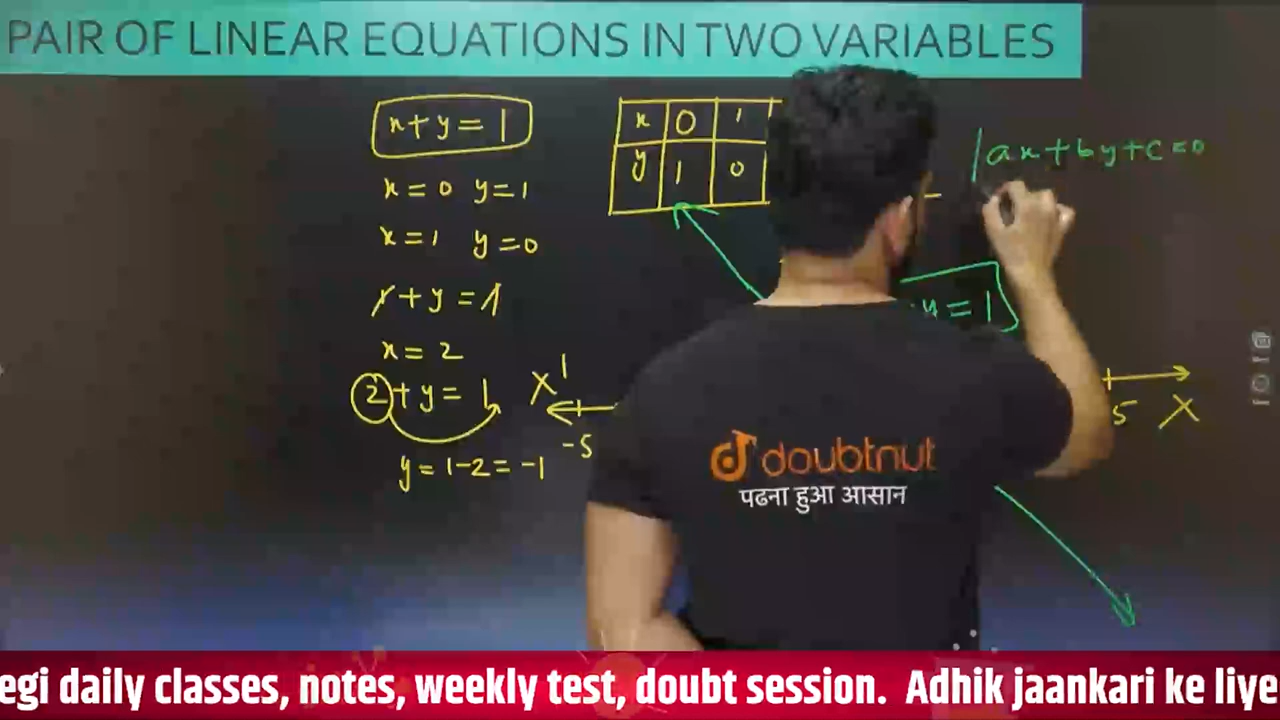 PAIR OF LINEAR EQUATIONS IN TWO VARIABLES
x+y=1
x=0 y=1
x=1 y=0
x+y=1
x=2
2+y=1
y=1-2=-1
x 0 1
y 1 0
ax+by+c=0
y=1
X'
-5
5 X
doubtnut
पढना हुआ आसान
egi daily classes, notes, weekly test, doubt session. Adhik jaankari ke liye